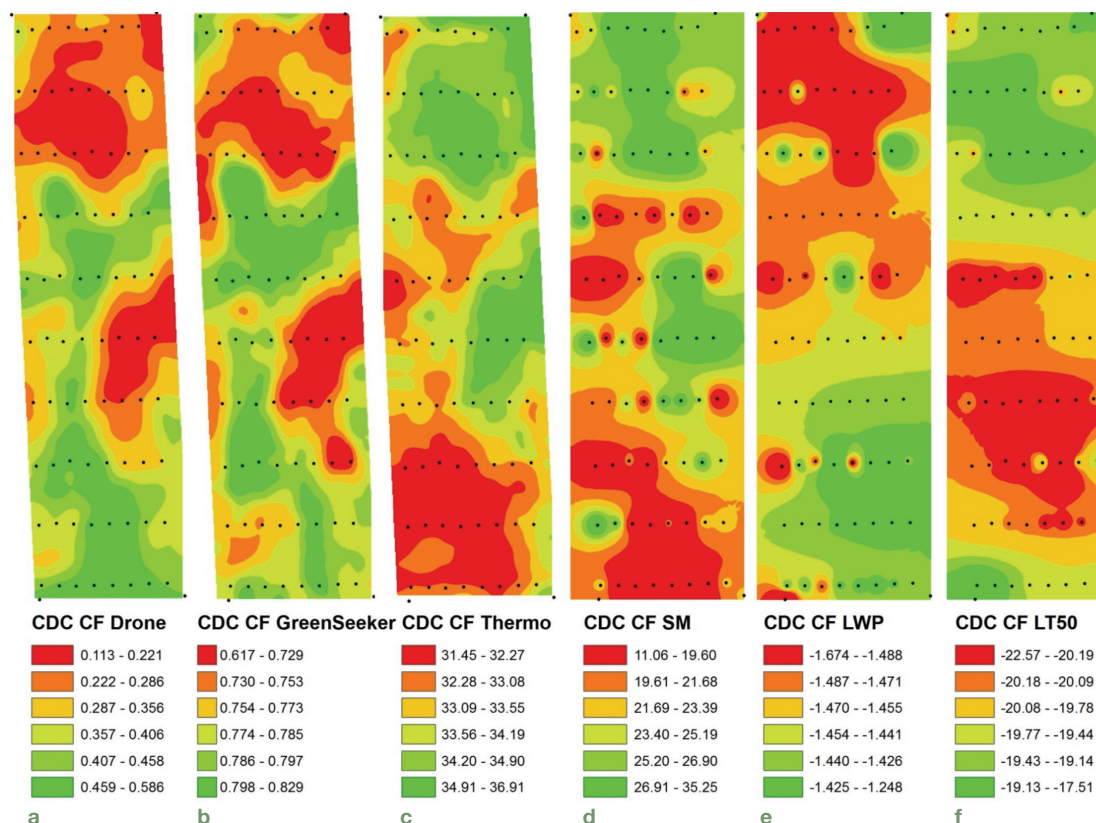 CDC CF Drone
0.113 - 0.221
0.222 - 0.286
0.287 - 0.356
0.357 - 0.406
0.407 - 0.458
0.459 - 0.586
a
CDC CF GreenSeeker
0.617 - 0.729
0.730 - 0.753
0.754 - 0.773
0.774 - 0.785
0.786 - 0.797
0.798 - 0.829
b
CDC CF Thermo
31.45 - 32.27
32.28 - 33.08
33.09 - 33.55
33.56 - 34.19
34.20 - 34.90
34.91 - 36.91
c
CDC CF SM
11.06 - 19.60
19.61 - 21.68
21.69 - 23.39
23.40 - 25.19
25.20 - 26.90
26.91 - 35.25
d
CDC CF LWP
-1.674 - -1.488
-1.487 - -1.471
-1.470 - -1.455
-1.454 - -1.441
-1.440 - -1.426
-1.425 - -1.248
e
CDC CF LT50
-22.57 - -20.19
-20.18 - -20.09
-20.08 - -19.78
-19.77 - -19.44
-19.43 - -19.14
-19.13 - -17.51
f